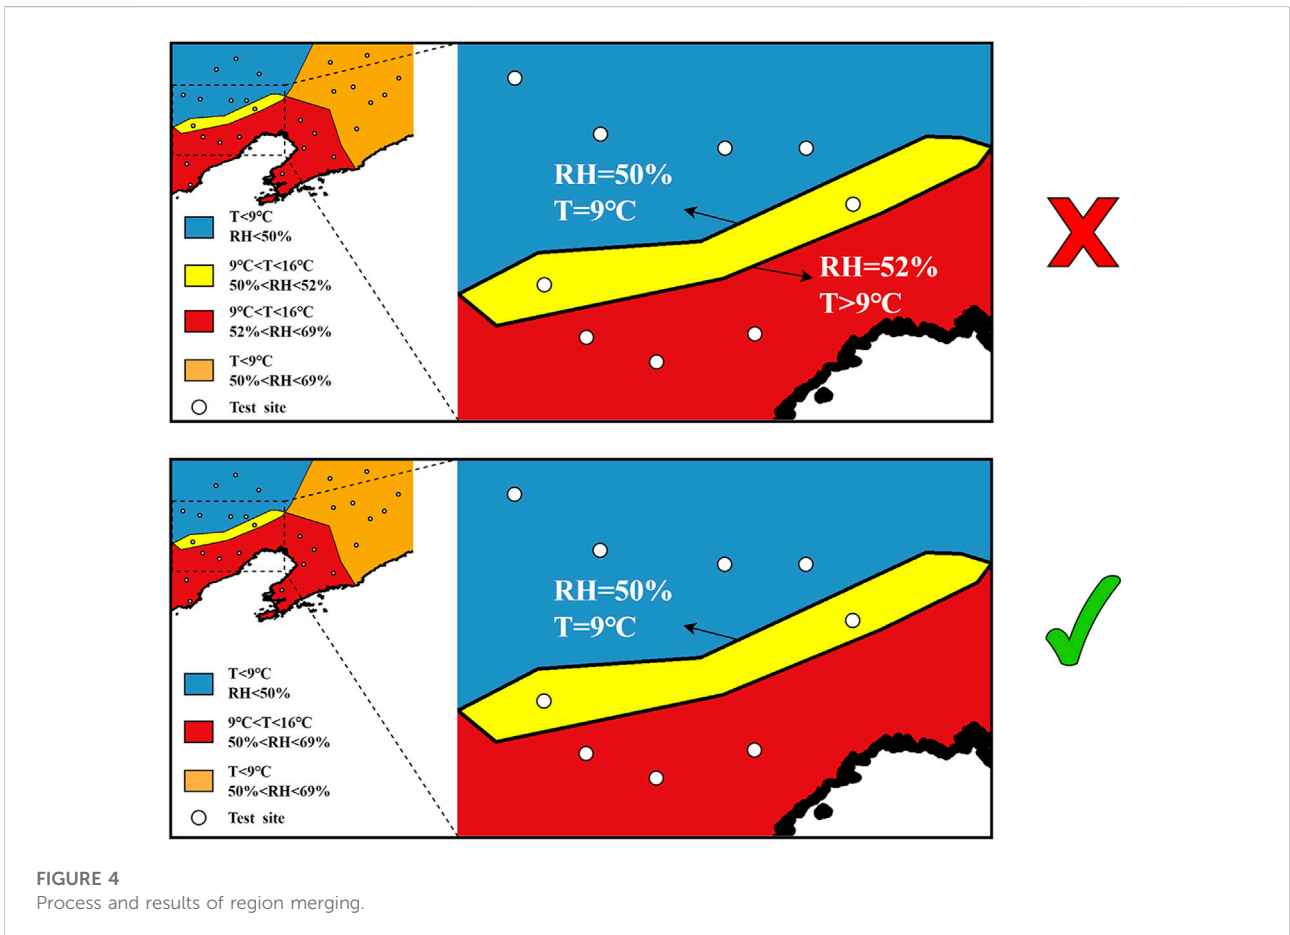 RH=50%
T=9℃
RH=52%
T>9℃
T<9℃
RH<50%
9℃<T<16℃
50%<RH<52%
9℃<T<16℃
52%<RH<69%
T<9℃
50%<RH<69%
Test site
RH=50%
T=9℃
T<9℃
RH<50%
9℃<T<16℃
50%<RH<69%
T<9℃
50%<RH<69%
Test site
FIGURE 4
Process and results of region merging.